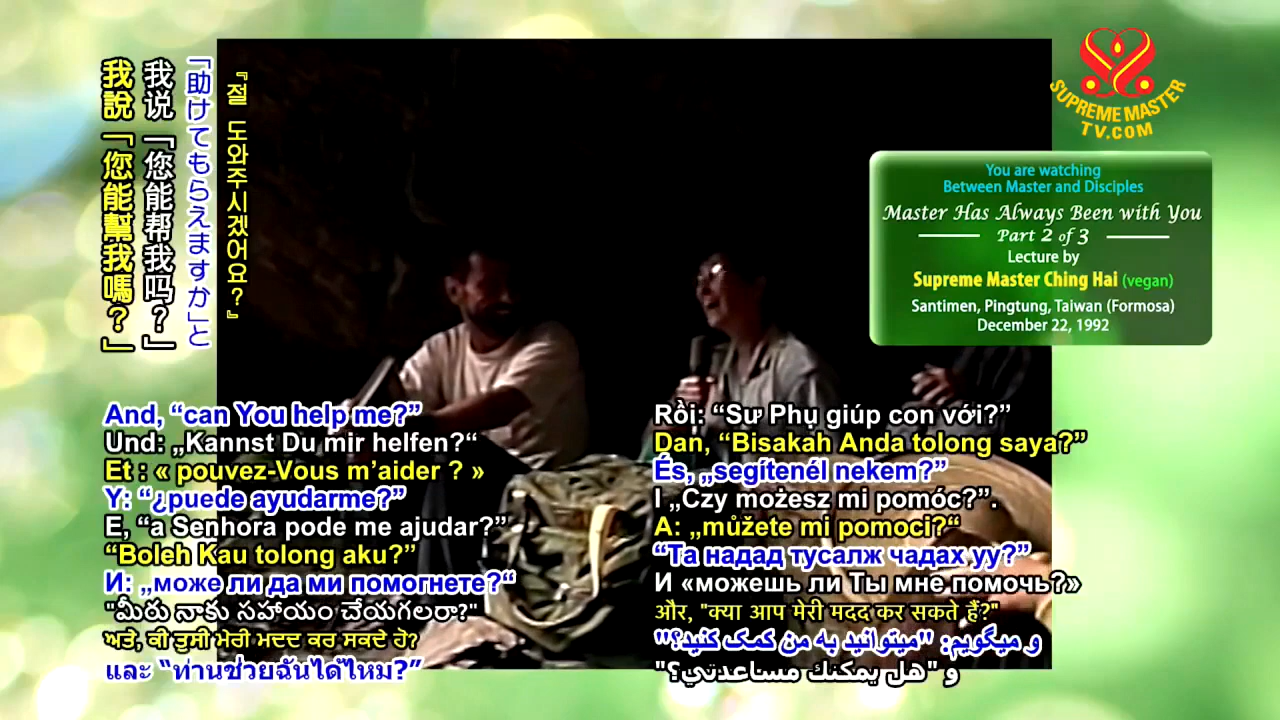 我說「您能幫我嗎？」
我说「您能帮我吗？」
「助けてもらえますか」と
『절 도와주시겠어요？』
SUPREME MASTER
TV.COM
You are watching
Between Master and Disciples
Master Has Always Been with You
Part 2 of 3
Lecture by
Supreme Master Ching Hai (vegan)
Santimen, Pingtung, Taiwan (Formosa)
December 22, 1992
And, “can You help me?”
Und: „Kannst Du mir helfen?“
Et : « pouvez-Vous m’aider ? »
Y: “¿puede ayudarme?”
E, “a Senhora pode me ajudar?”
“Boleh Kau tolong aku?”
И: „може ли да ми помогнете?“
"మీరు నాకు సహాయం చేయగలరా?"
ਅਤੇ, ਕੀ ਤੁਸੀ ਮੇਰੀ ਮਦਦ ਕਰ ਸਕਦੇ ਹੋ?
และ “ท่านช่วยฉันได้ไหม?”
Rồi: “Sư Phụ giúp con với?”
Dan, “Bisakah Anda tolong saya?”
És, „segítenél nekem?”
I „Czy możesz mi pomóc?”.
A: „můžete mi pomoci?“
“Та надад тусалж чадах уу?”
И «можешь ли Ты мне помочь?»
और, "क्या आप मेरी मदद कर सकते हैं?"
و میگویم: "میتوانید به من کمک کنید؟"
و "هل يمكنك مساعدتي؟"